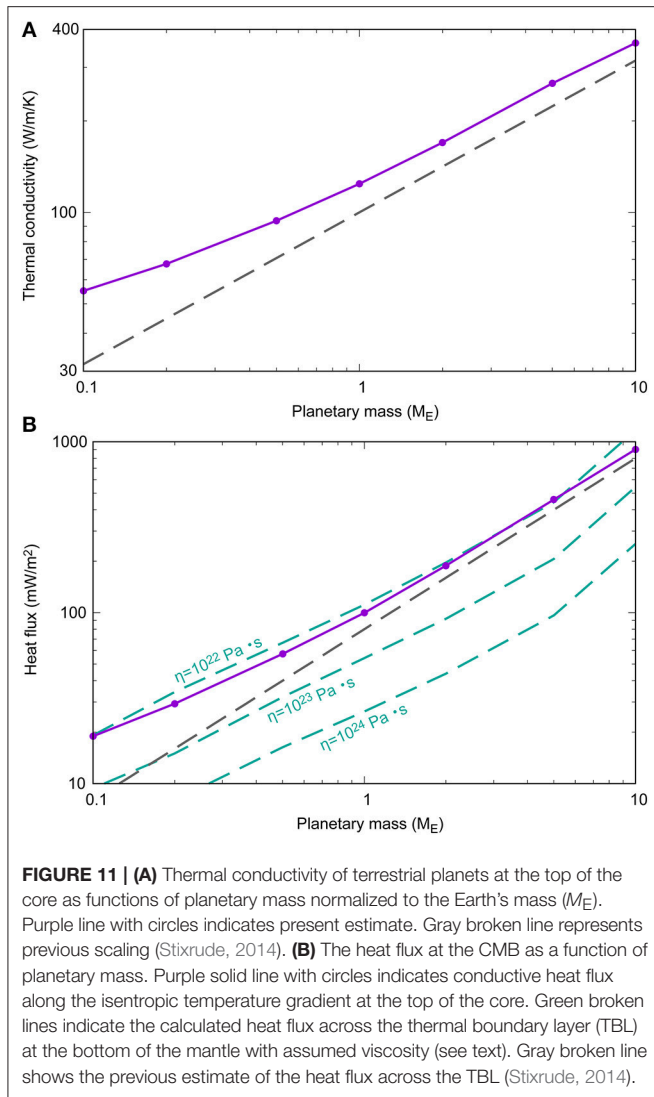 A
400
100
30
Thermal conductivity (W/m/K)
0.1 1 10
Planetary mass (M_E)
B
1000
100
10
Heat flux (mW/m²)
η=10²² Pa・s
η=10²³ Pa・s
η=10²⁴ Pa・s
0.1 1 10
Planetary mass (M_E)
FIGURE 11 | (A) Thermal conductivity of terrestrial planets at the top of the
core as functions of planetary mass normalized to the Earth's mass (M_E).
Purple line with circles indicates present estimate. Gray broken line represents
previous scaling (Stixrude, 2014). (B) The heat flux at the CMB as a function of
planetary mass. Purple solid line with circles indicates conductive heat flux
along the isentropic temperature gradient at the top of the core. Green broken
lines indicate the calculated heat flux across the thermal boundary layer (TBL)
at the bottom of the mantle with assumed viscosity (see text). Gray broken line
shows the previous estimate of the heat flux across the TBL (Stixrude, 2014).